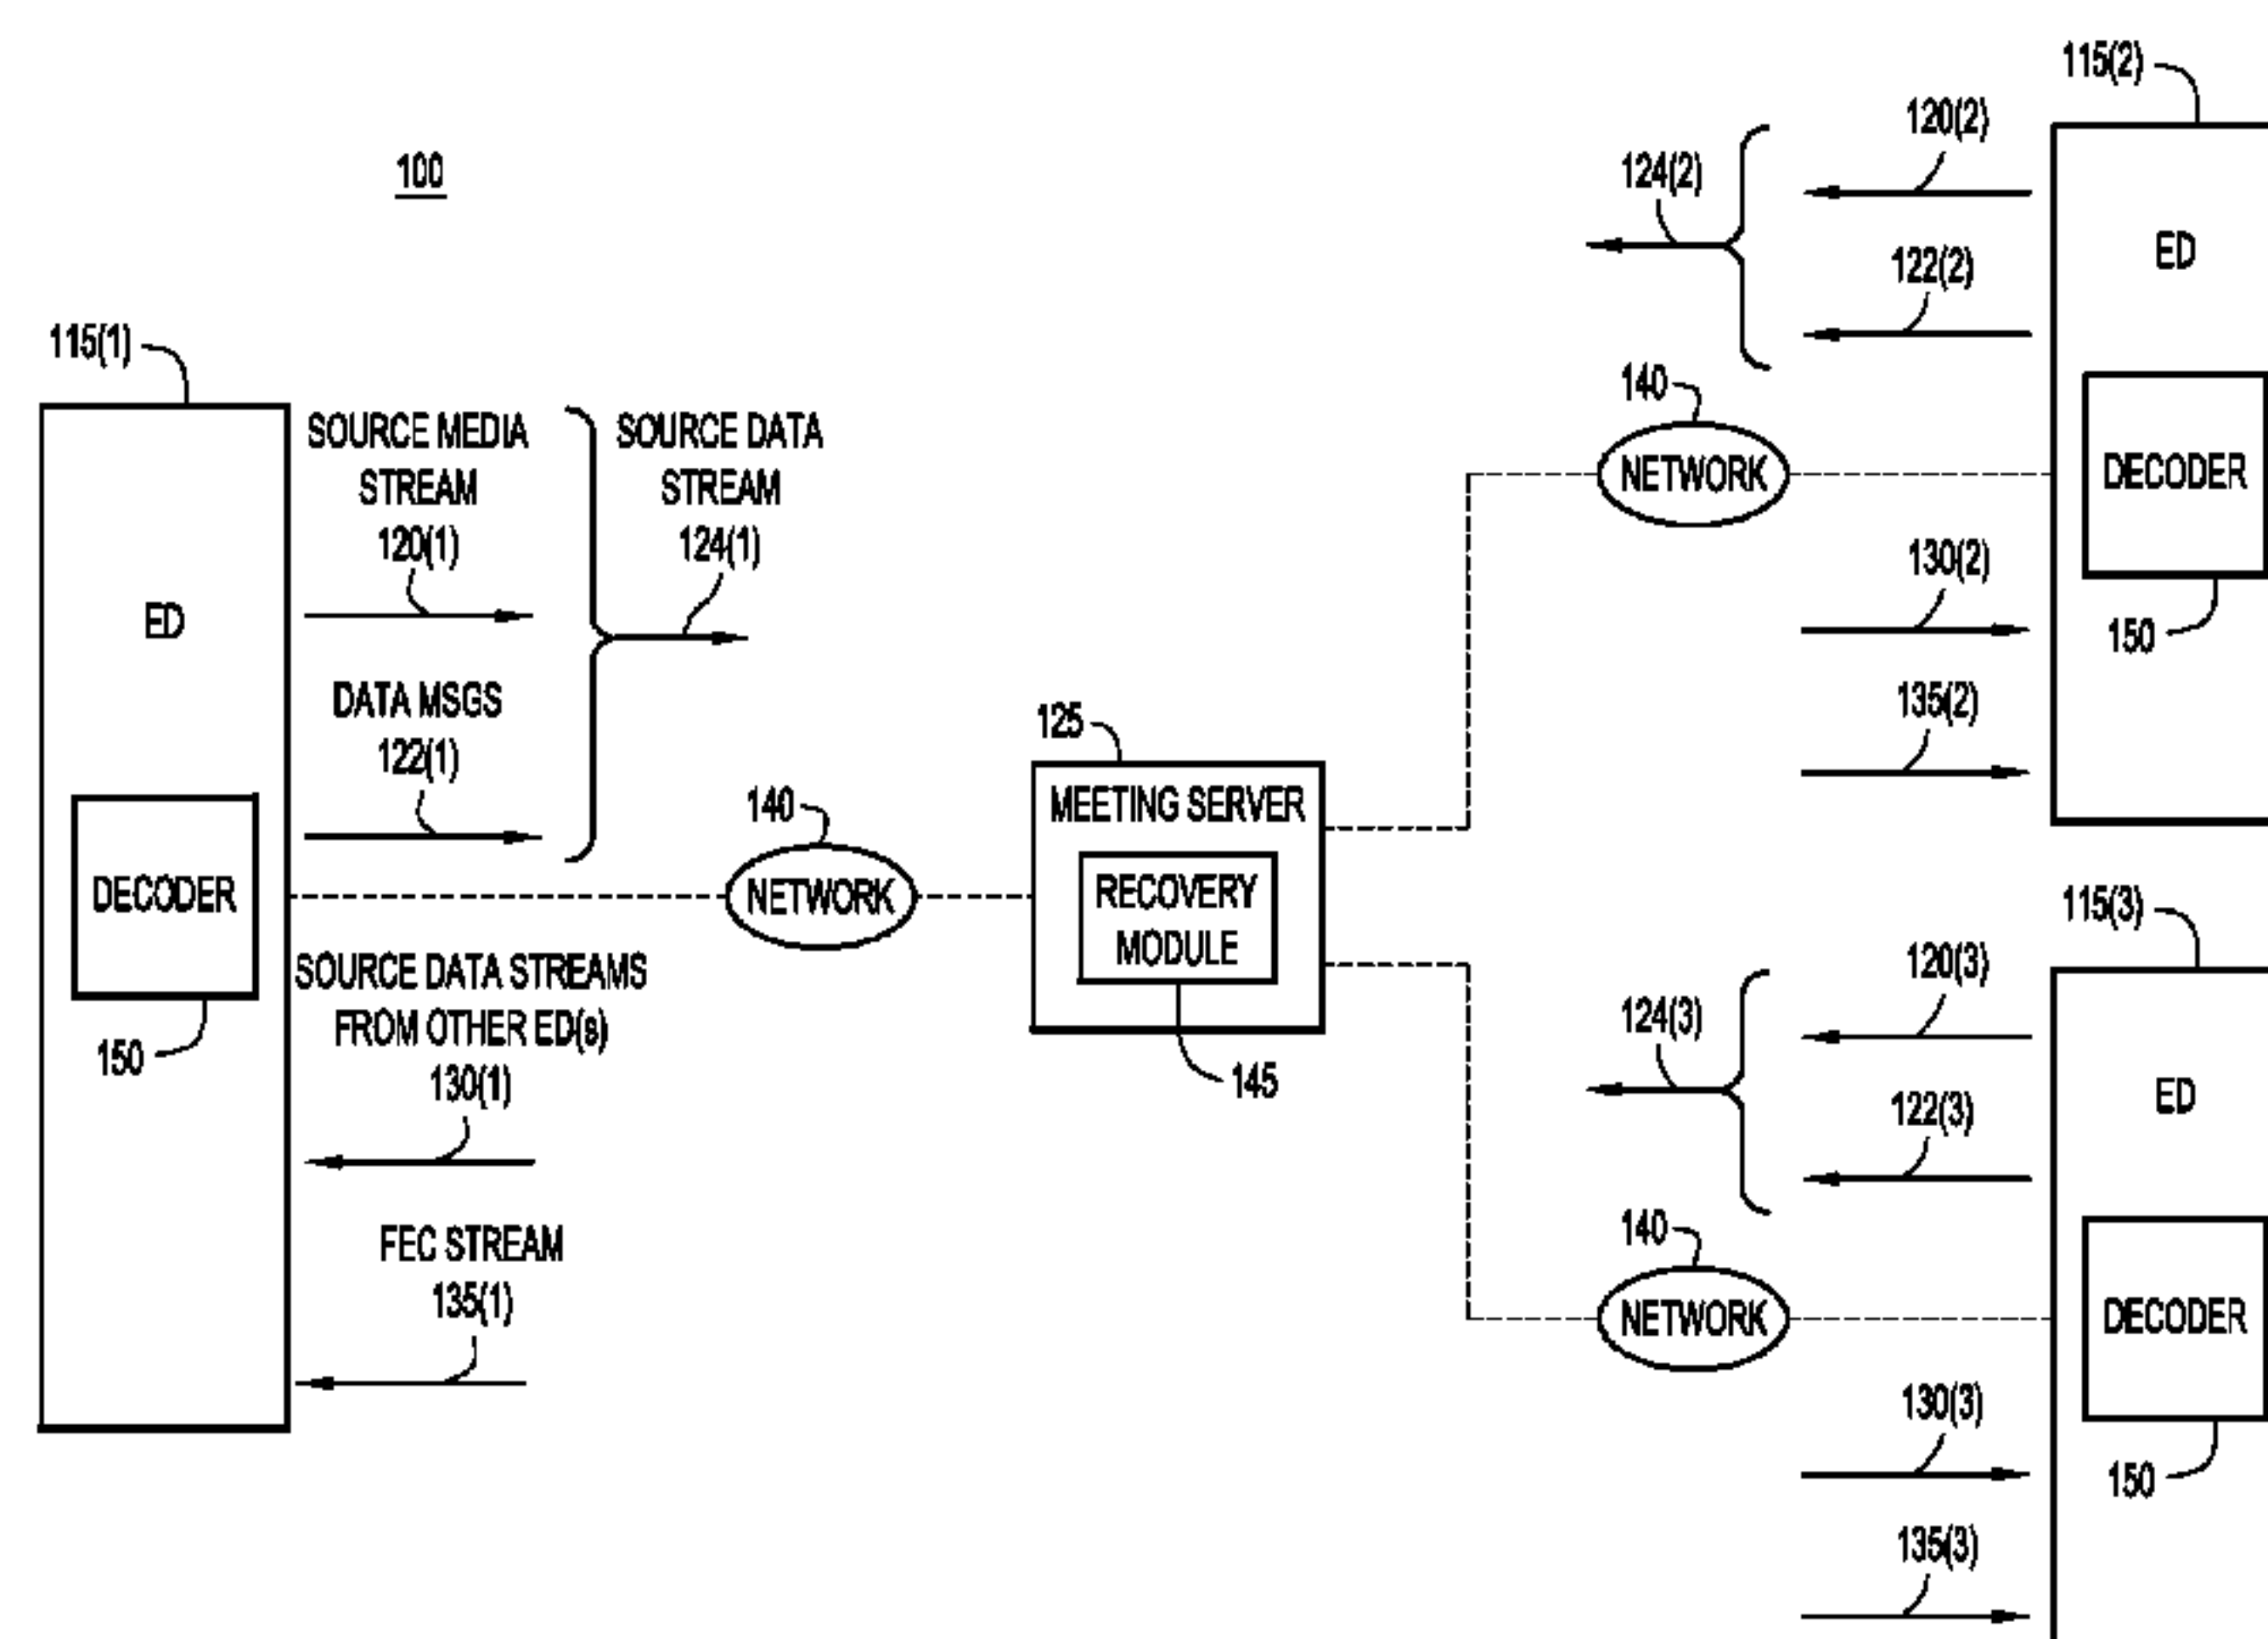 100
115(1)
ED
DECODER
150
SOURCE MEDIA
STREAM
120(1)
DATA MSGS
122(1)
SOURCE DATA
STREAM
124(1)
SOURCE DATA STREAMS
FROM OTHER ED(s)
130(1)
FEC STREAM
135(1)
140
NETWORK
125
MEETING SERVER
RECOVERY
MODULE
145
115(2)
120(2)
124(2)
122(2)
ED
140
NETWORK
DECODER
130(2)
150
135(2)
115(3)
120(3)
124(3)
122(3)
ED
140
NETWORK
DECODER
130(3)
150
135(3)